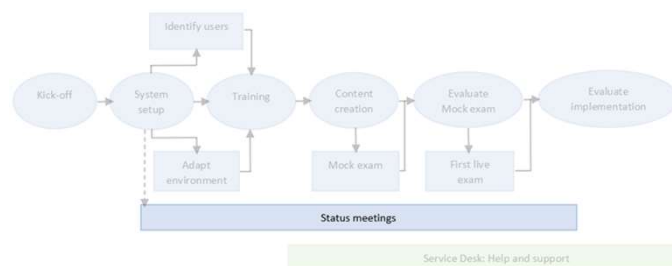 Identify users
Kick-off
System
setup
Training
Content
creation
Evaluate
Mock exam
Evaluate
implementation
Adapt
environment
Mock exam
First live
exam
Status meetings
Service Desk: Help and support